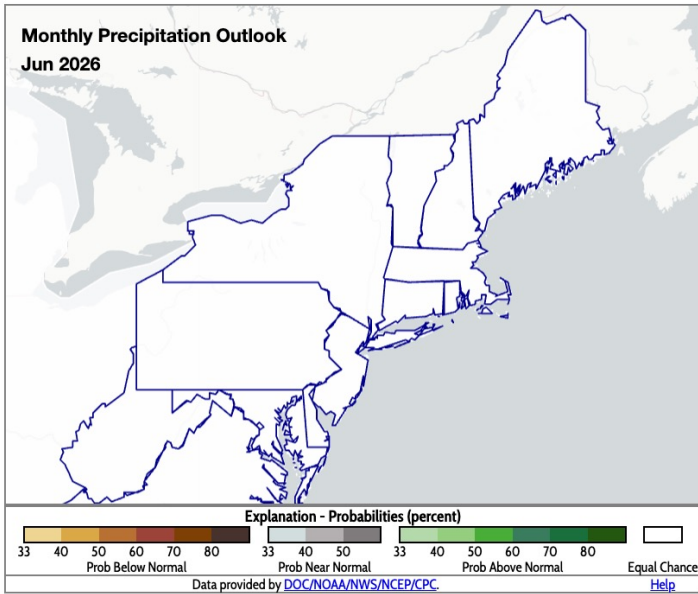 Monthly Precipitation Outlook
Jun 2026
Explanation - Probabilities (percent)
33 40 50 60 70 80 33 40 50 33 40 50 60 70 80
Prob Below Normal Prob Near Normal Prob Above Normal Equal Chance
Data provided by DOC/NOAA/NWS/NCEP/CPC. Help